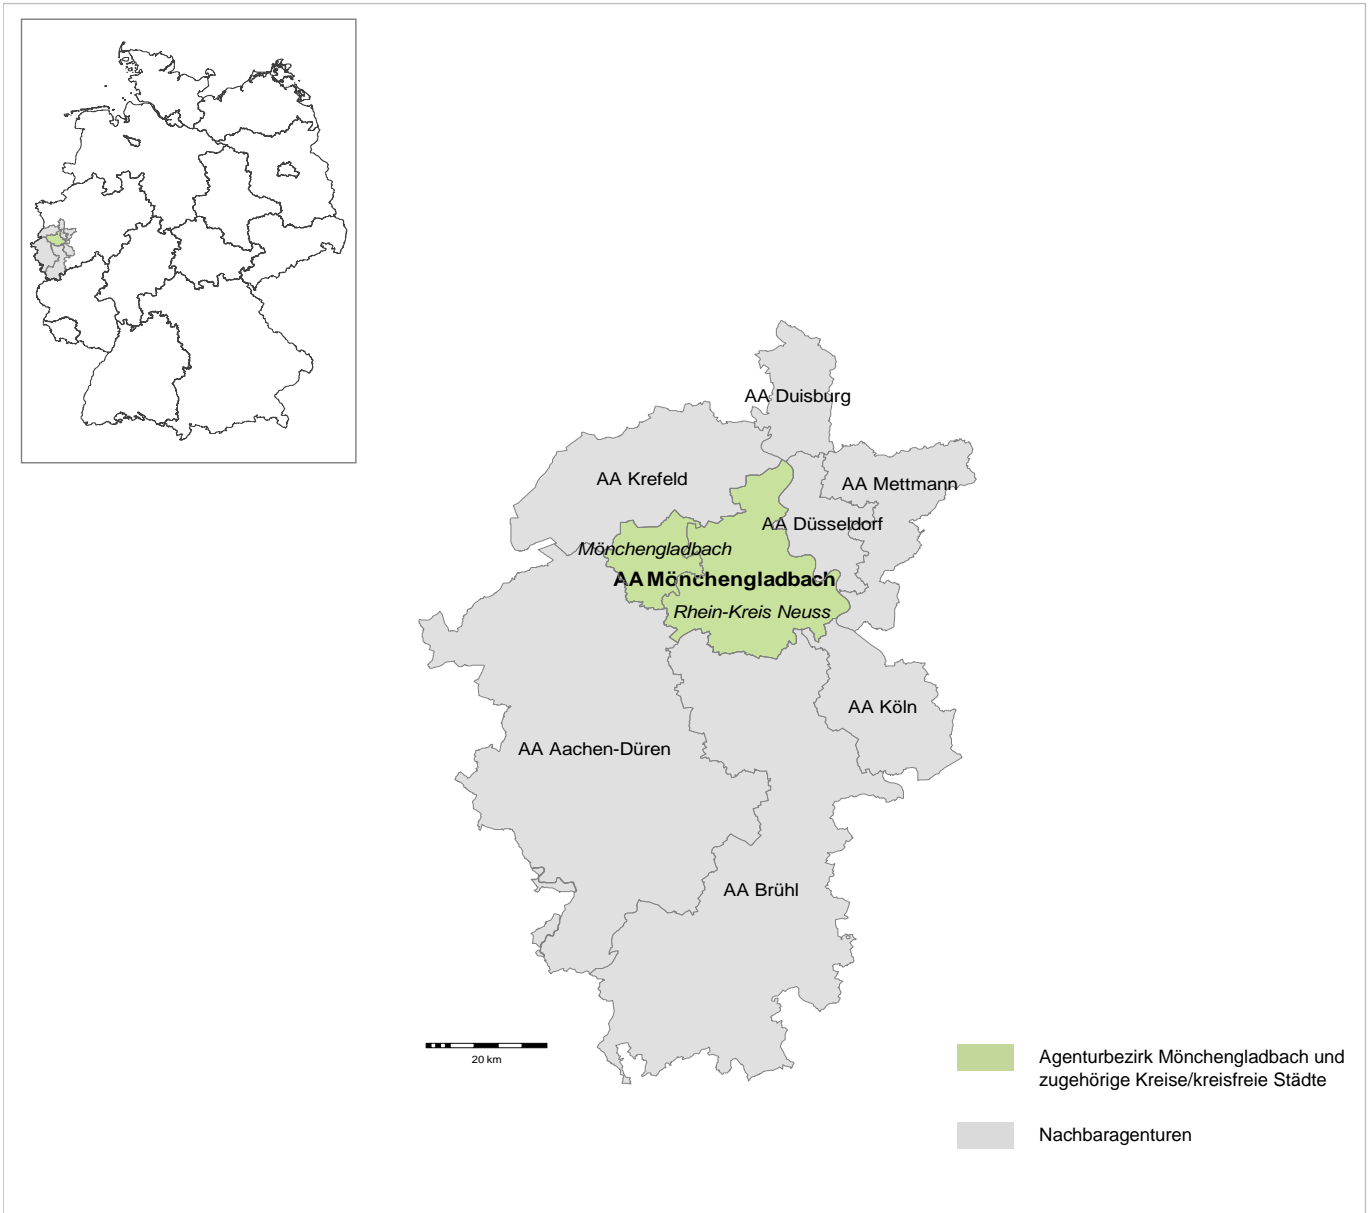 AA Duisburg
AA Krefeld
AA Mettmann
AA Düsseldorf
Mönchengladbach
AA Mönchengladbach
Rhein-Kreis Neuss
AA Köln
AA Aachen-Düren
AA Brühl
20 km
Agenturbezirk Mönchengladbach und
zugehörige Kreise/kreisfreie Städte
Nachbaragenturen